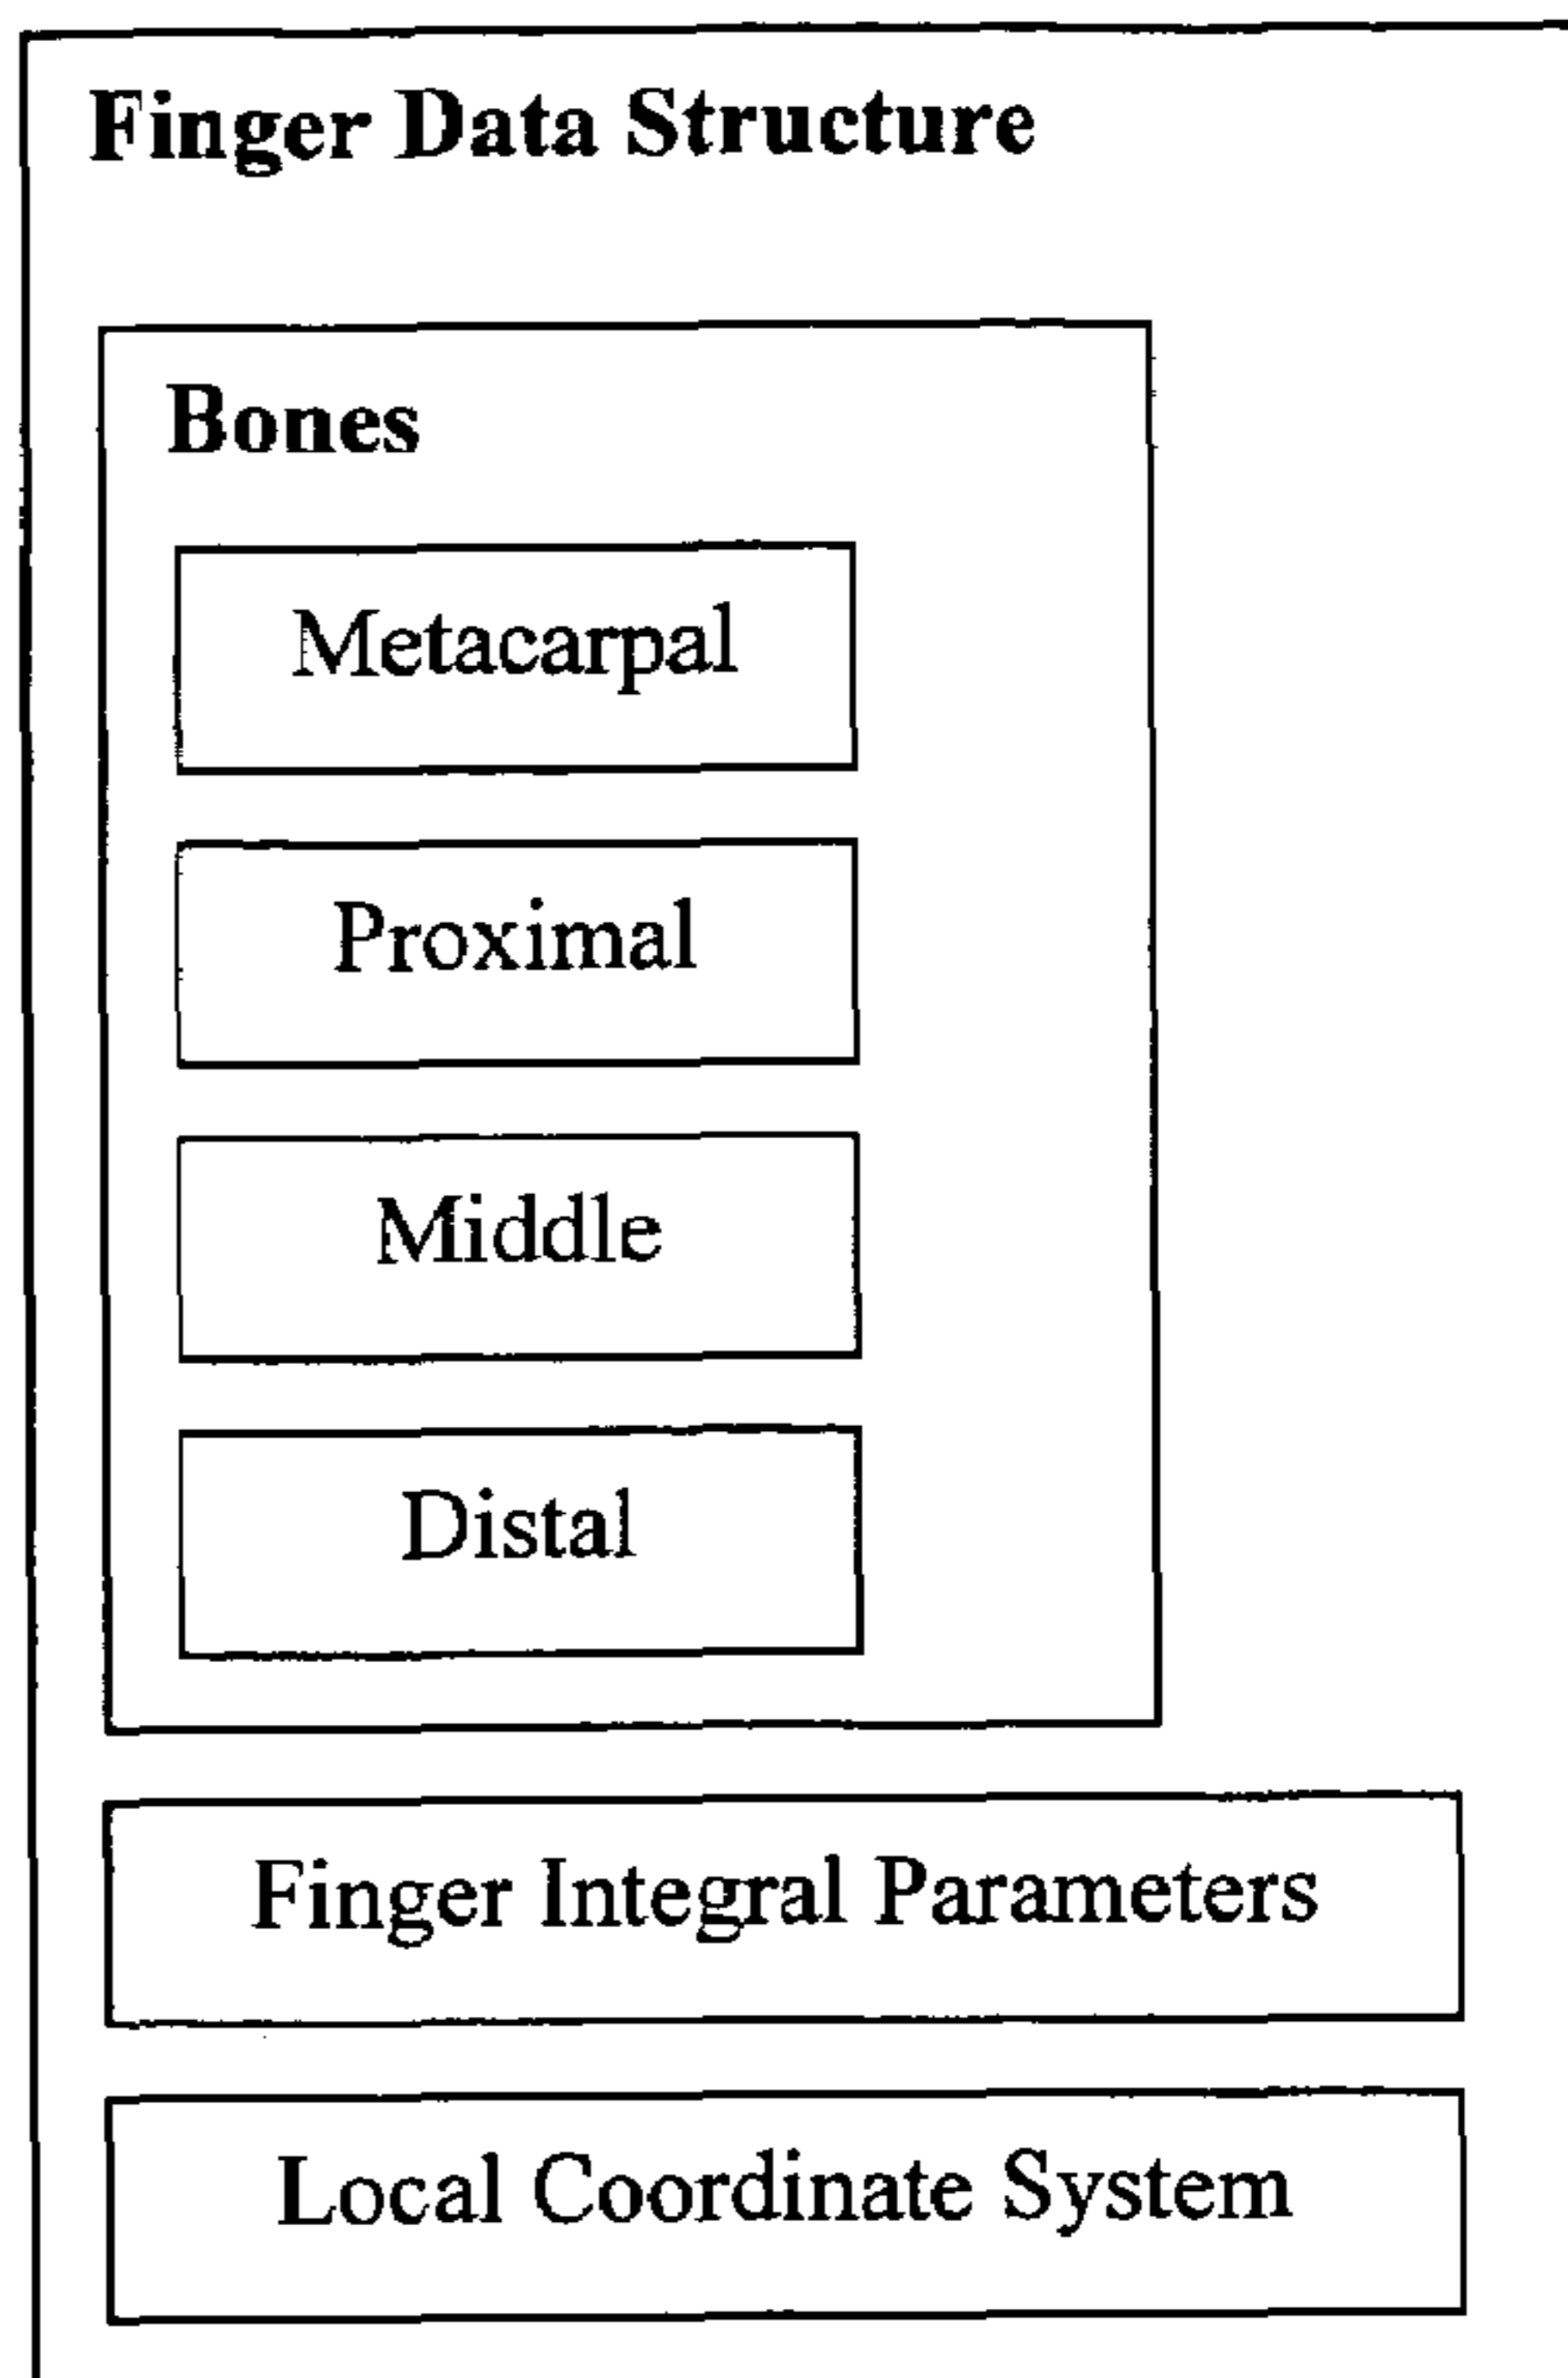 Finger Data Structure
Bones
Metacarpal
Proximal
Middle
Distal
Finger Integral Parameters
Local Coordinate System